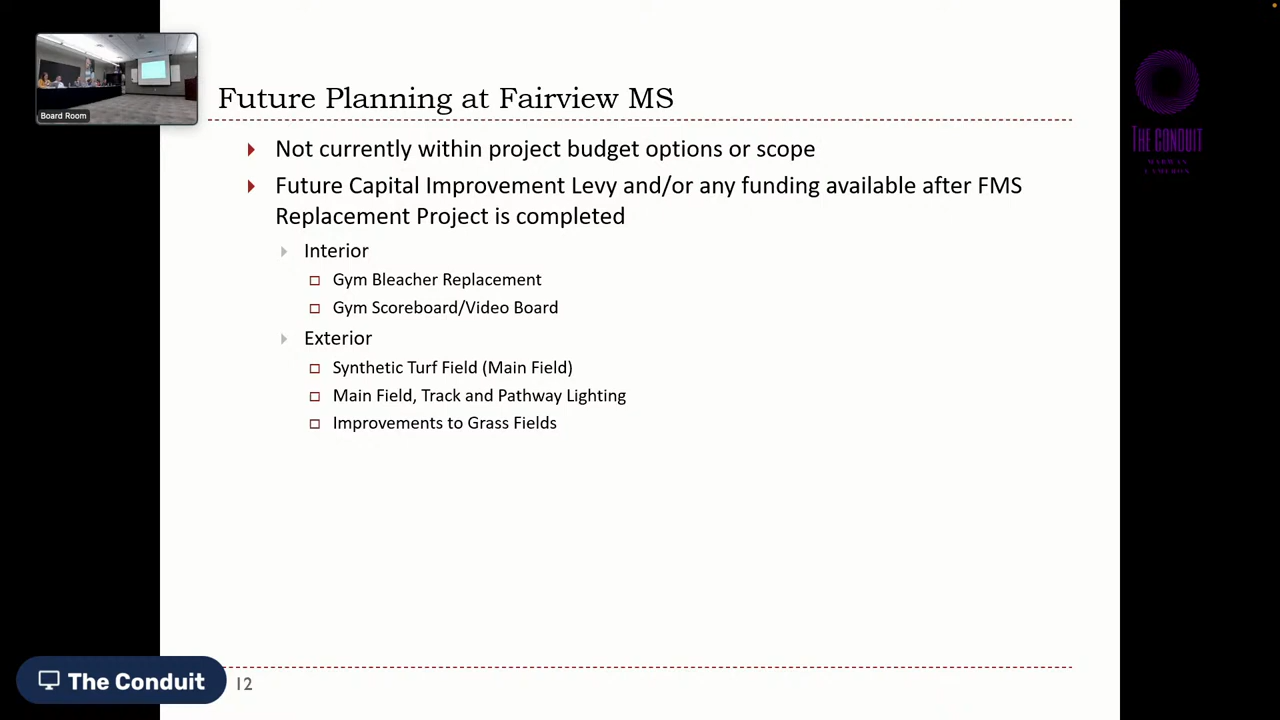 Board Room
Future Planning at Fairview MS
Not currently within project budget options or scope
Future Capital Improvement Levy and/or any funding available after FMS
Replacement Project is completed
Interior
Gym Bleacher Replacement
Gym Scoreboard/Video Board
Exterior
Synthetic Turf Field (Main Field)
Main Field, Track and Pathway Lighting
Improvements to Grass Fields
The Conduit
12
THE CONDUIT
MARWAN
CAMERON